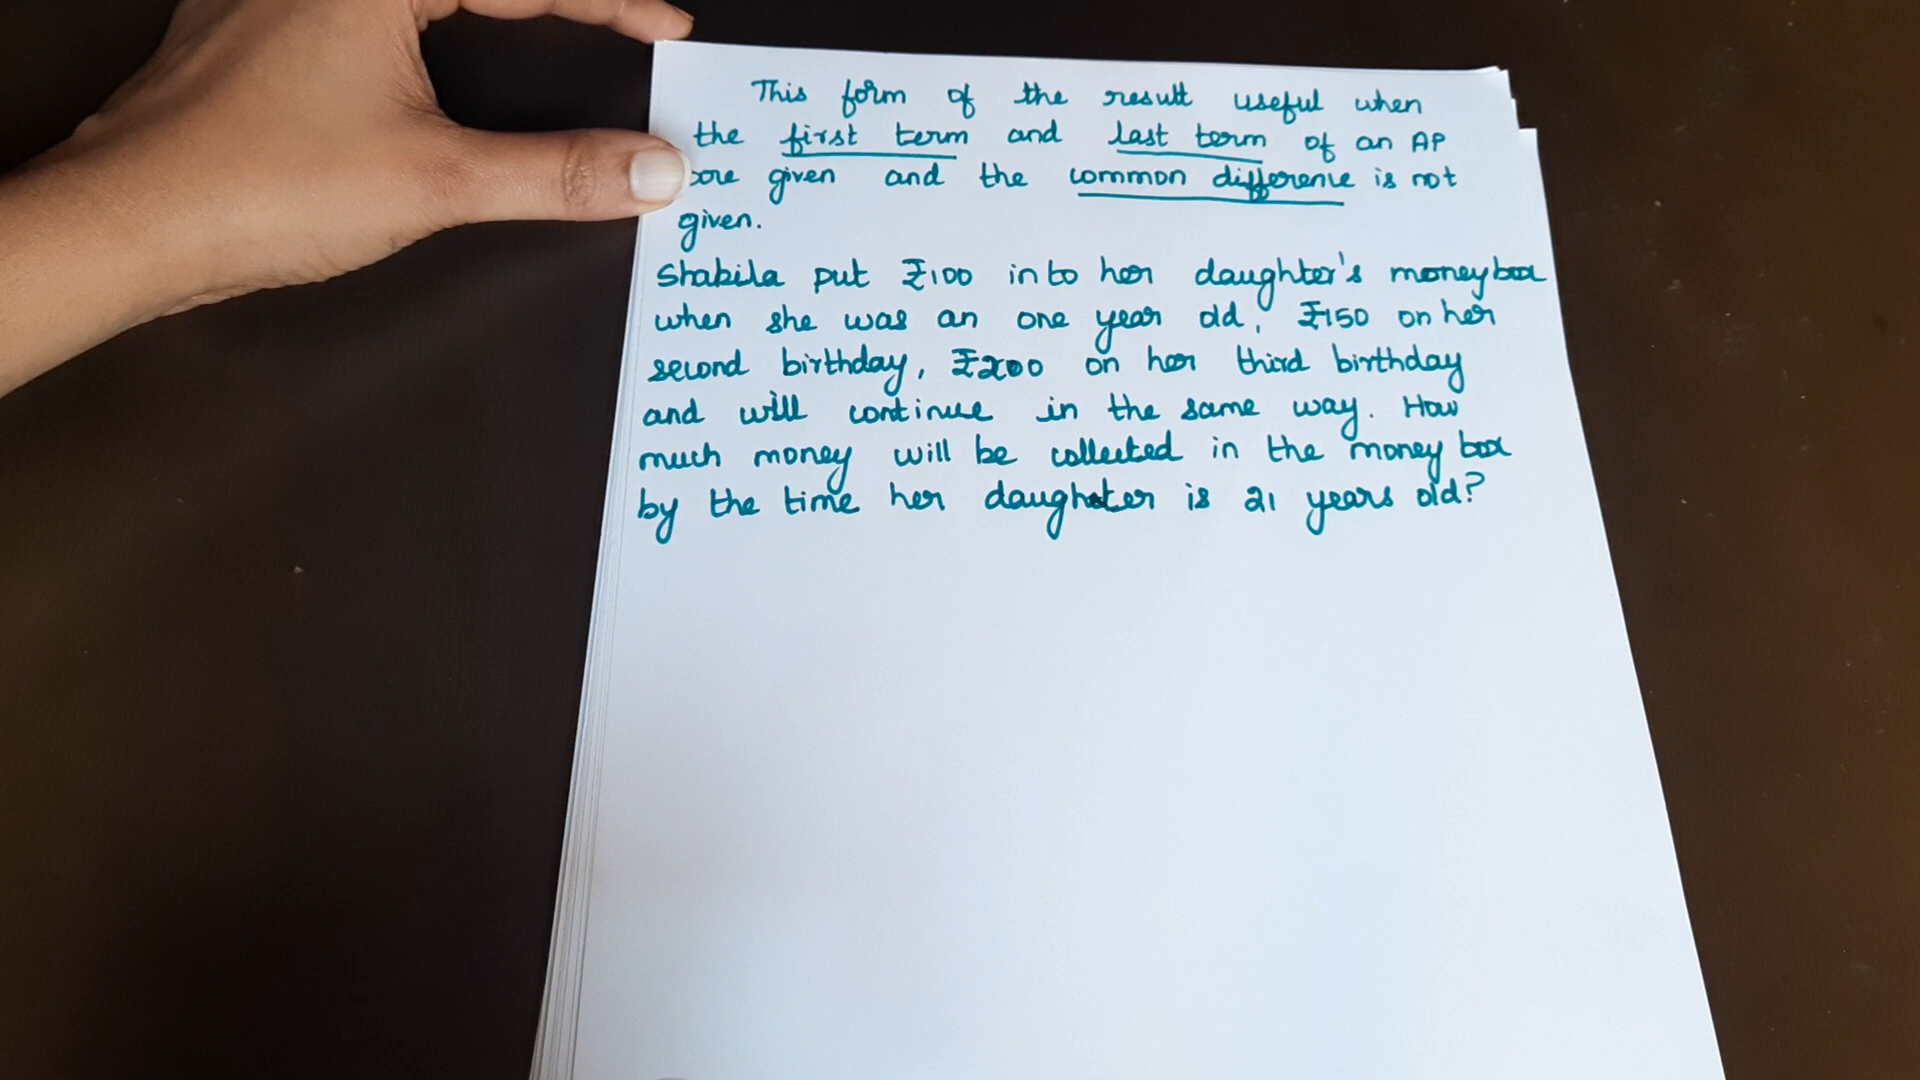 This form of the result useful when
the first term and last term of an AP
are given and the common difference is not
given.
Shakila put ₹100 into her daughter's moneybox
when she was an one year old, ₹150 on her
second birthday, ₹200 on her third birthday
and will continue in the same way. How
much money will be collected in the money box
by the time her daughter is 21 years old?